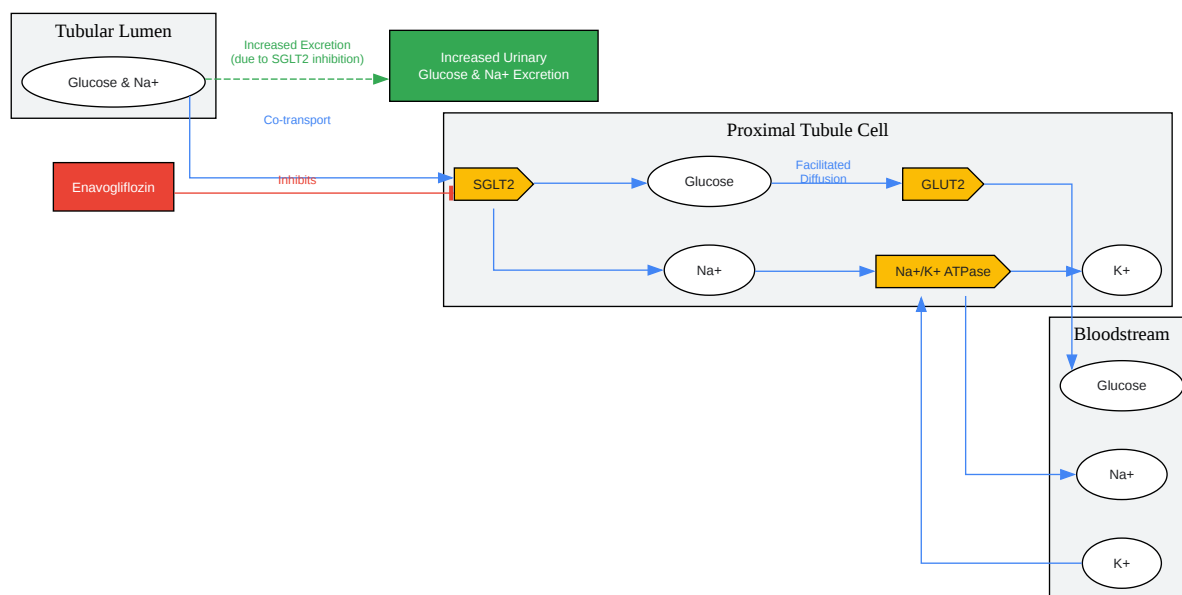 Tubular Lumen
Glucose & Na+
Increased Excretion
(due to SGLT2 inhibition)
Increased Urinary
Glucose & Na+ Excretion
Co-transport
Proximal Tubule Cell
Enavogliflozin
Inhibits
SGLT2
Glucose
Facilitated
Diffusion
GLUT2
Na+
Na+/K+ ATPase
K+
Bloodstream
Glucose
Na+
K+